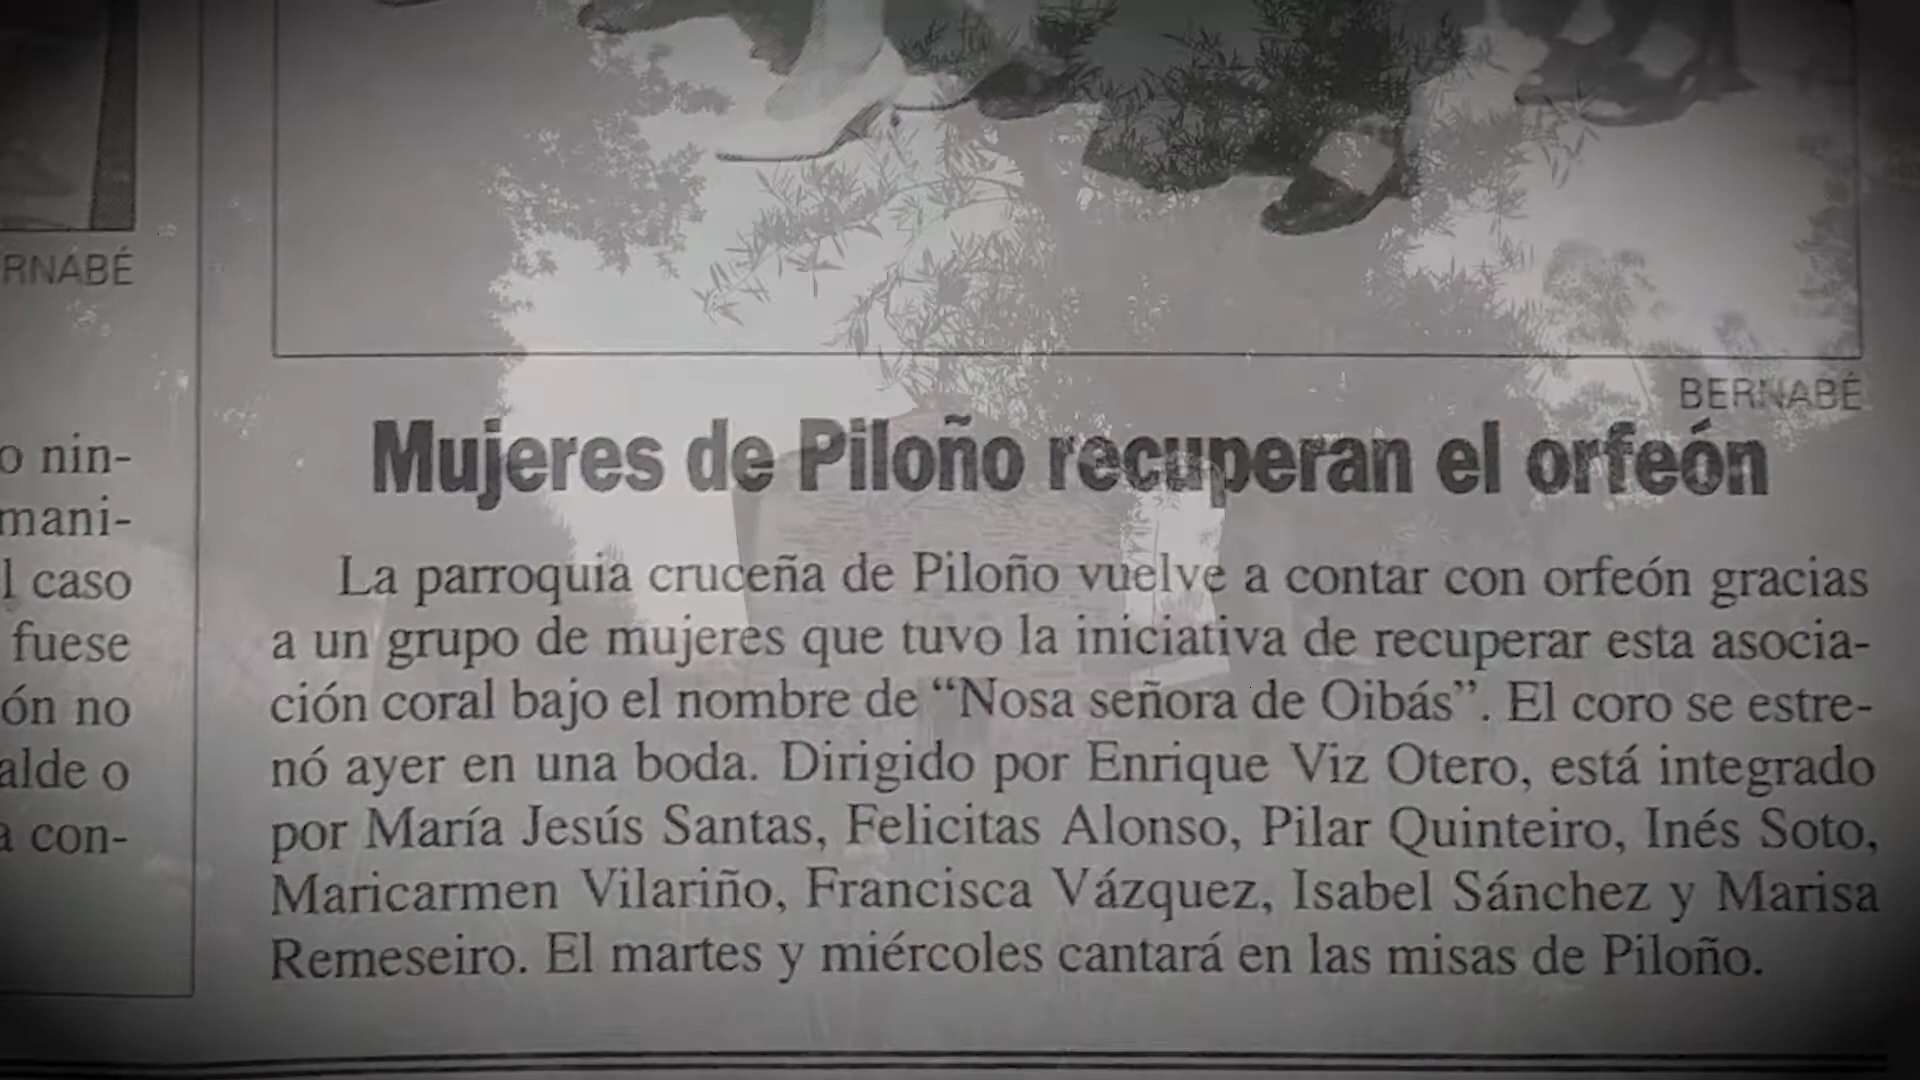 RNABÉ
o nin-
mani-
l caso
fuese
ón no
alde o
a con-
BERNABÉ
Mujeres de Piloño recuperan el orfeón
La parroquia cruceña de Piloño vuelve a contar con orfeón gracias
a un grupo de mujeres que tuvo la iniciativa de recuperar esta asocia-
ción coral bajo el nombre de “Nosa señora de Oibás”. El coro se estre-
nó ayer en una boda. Dirigido por Enrique Viz Otero, está integrado
por María Jesús Santas, Felicitas Alonso, Pilar Quinteiro, Inés Soto,
Maricarmen Vilariño, Francisca Vázquez, Isabel Sánchez y Marisa
Remeseiro. El martes y miércoles cantará en las misas de Piloño.